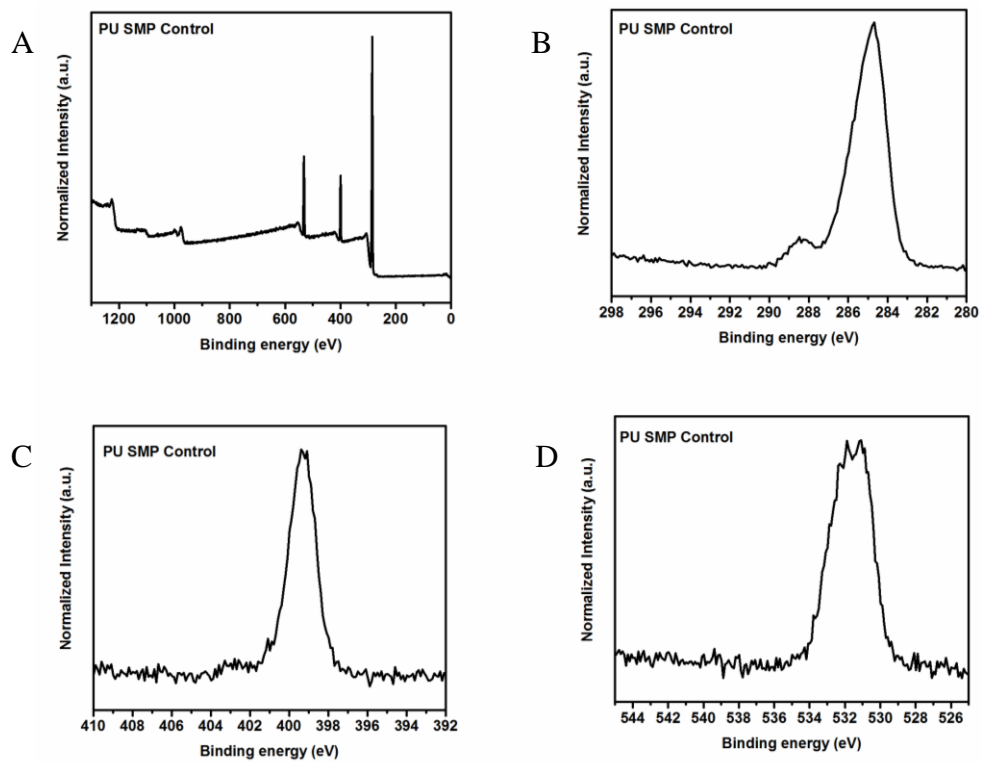 A
PU SMP Control
Normalized Intensity (a.u.)
1200 1000 800 600 400 200 0
Binding energy (eV)
B
PU SMP Control
Normalized Intensity (a.u.)
298 296 294 292 290 288 286 284 282 280
Binding energy (eV)
C
PU SMP Control
Normalized Intensity (a.u.)
410 408 406 404 402 400 398 396 394 392
Binding energy (eV)
D
PU SMP Control
Normalized Intensity (a.u.)
544 542 540 538 536 534 532 530 528 526
Binding energy (eV)